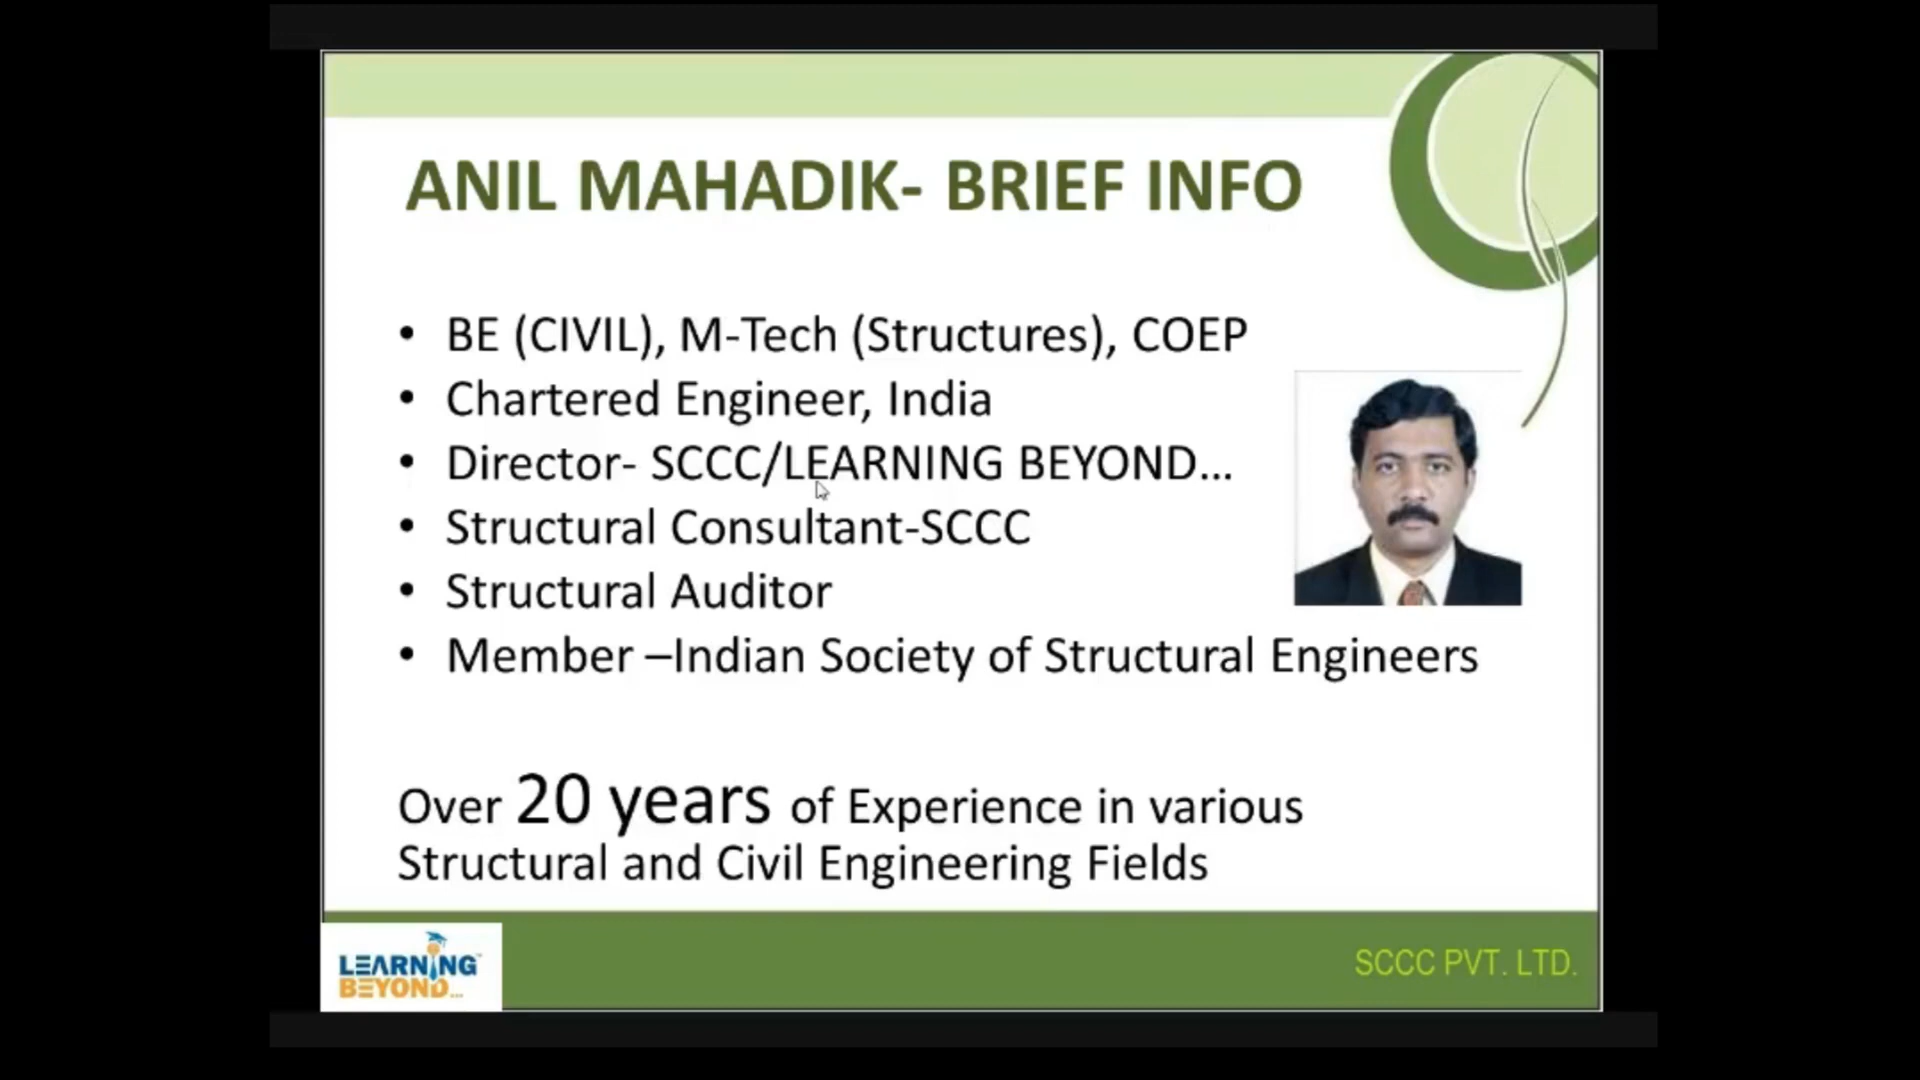 ANIL MAHADIK- BRIEF INFO
• BE (CIVIL), M-Tech (Structures), COEP
• Chartered Engineer, India
• Director- SCCC/LEARNING BEYOND...
• Structural Consultant-SCCC
• Structural Auditor
• Member –Indian Society of Structural Engineers
Over 20 years of Experience in various
Structural and Civil Engineering Fields
LEARNING
BEYOND...
SCCC PVT. LTD.